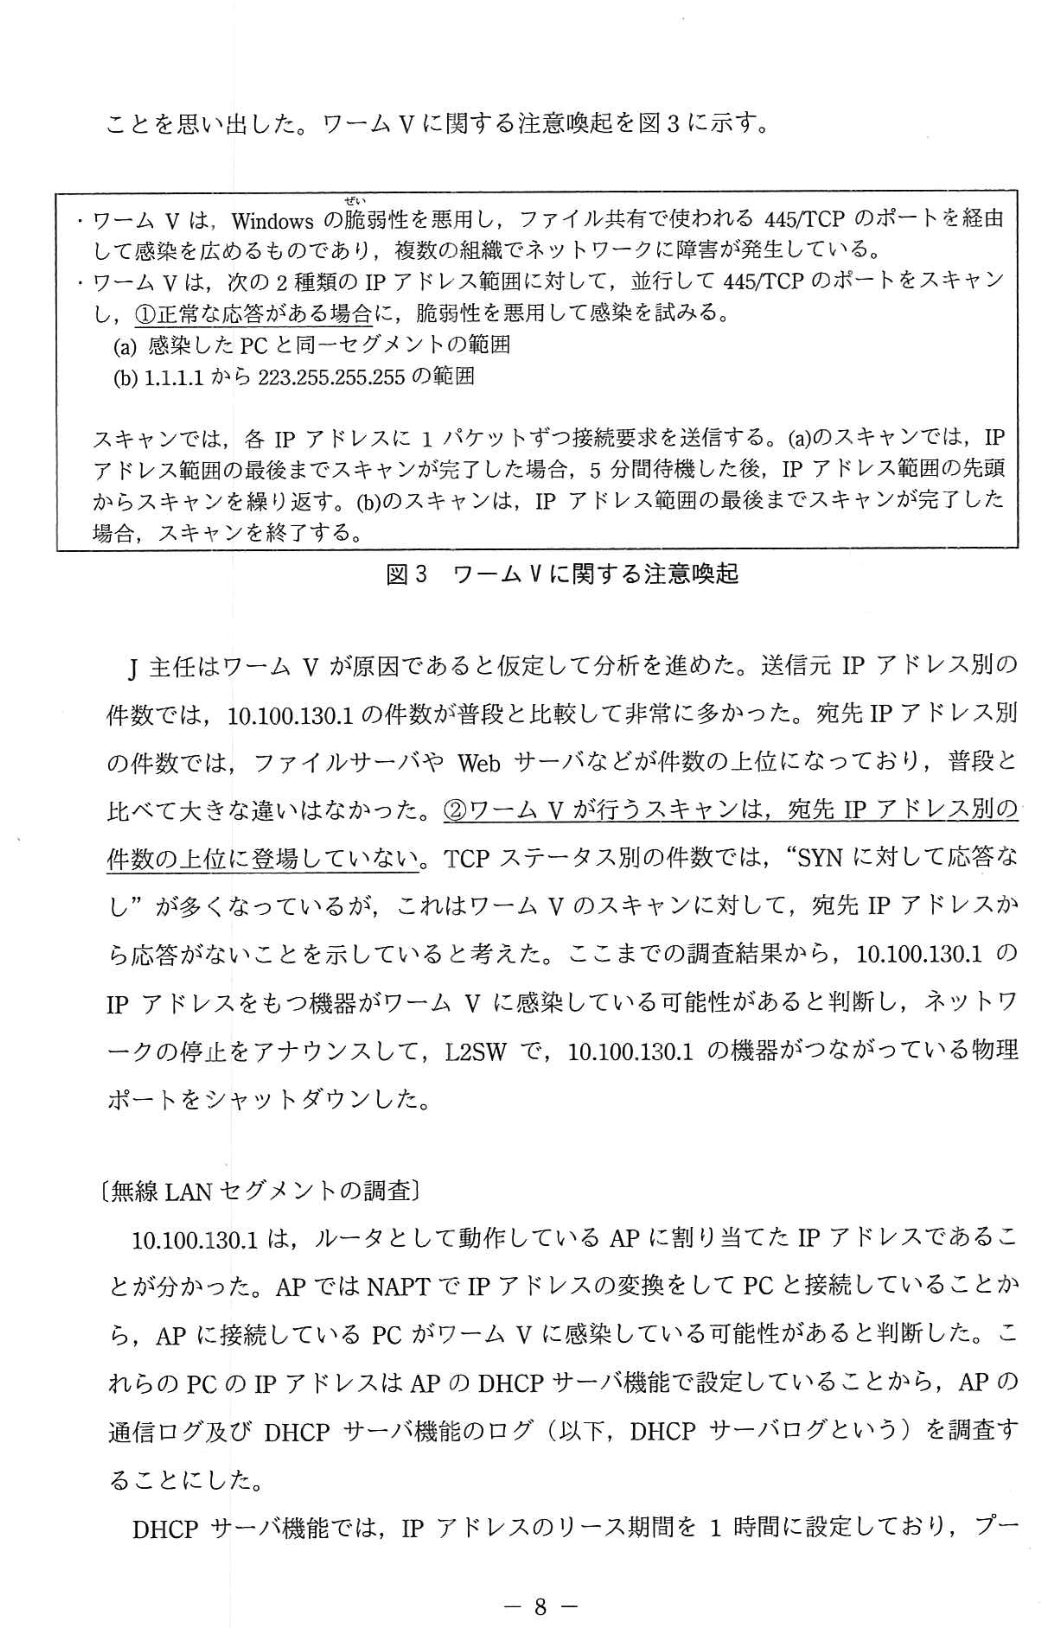 ことを思い出した。ワーム V に関する注意喚起を図 3 に示す。
ぜい
・ワーム V は，Windows の脆弱性を悪用し，ファイル共有で使われる 445/TCP のポートを経由
して感染を広めるものであり，複数の組織でネットワークに障害が発生している。
・ワーム V は，次の 2 種類の IP アドレス範囲に対して，並行して 445/TCP のポートをスキャン
し，①正常な応答がある場合に，脆弱性を悪用して感染を試みる。
(a) 感染した PC と同一セグメントの範囲
(b) 1.1.1.1 から 223.255.255.255 の範囲
スキャンでは，各 IP アドレスに 1 パケットずつ接続要求を送信する。(a)のスキャンでは，IP
アドレス範囲の最後までスキャンが完了した場合，5 分間待機した後，IP アドレス範囲の先頭
からスキャンを繰り返す。(b)のスキャンは，IP アドレス範囲の最後までスキャンが完了した
場合，スキャンを終了する。
図 3　ワーム V に関する注意喚起
J 主任はワーム V が原因であると仮定して分析を進めた。送信元 IP アドレス別の
件数では，10.100.130.1 の件数が普段と比較して非常に多かった。宛先 IP アドレス別
の件数では，ファイルサーバや Web サーバなどが件数の上位になっており，普段と
比べて大きな違いはなかった。②ワーム V が行うスキャンは，宛先 IP アドレス別の
件数の上位に登場していない。TCP ステータス別の件数では，“SYN に対して応答な
し”が多くなっているが，これはワーム V のスキャンに対して，宛先 IP アドレスか
ら応答がないことを示していると考えた。ここまでの調査結果から，10.100.130.1 の
IP アドレスをもつ機器がワーム V に感染している可能性があると判断し，ネットワ
ークの停止をアナウンスして，L2SW で，10.100.130.1 の機器がつながっている物理
ポートをシャットダウンした。
〔無線 LAN セグメントの調査〕
10.100.130.1 は，ルータとして動作している AP に割り当てた IP アドレスであるこ
とが分かった。AP では NAPT で IP アドレスの変換をして PC と接続していることか
ら，AP に接続している PC がワーム V に感染している可能性があると判断した。こ
れらの PC の IP アドレスは AP の DHCP サーバ機能で設定していることから，AP の
通信ログ及び DHCP サーバ機能のログ（以下，DHCP サーバログという）を調査す
ることにした。
DHCP サーバ機能では，IP アドレスのリース期間を 1 時間に設定しており，プー
－ 8 －